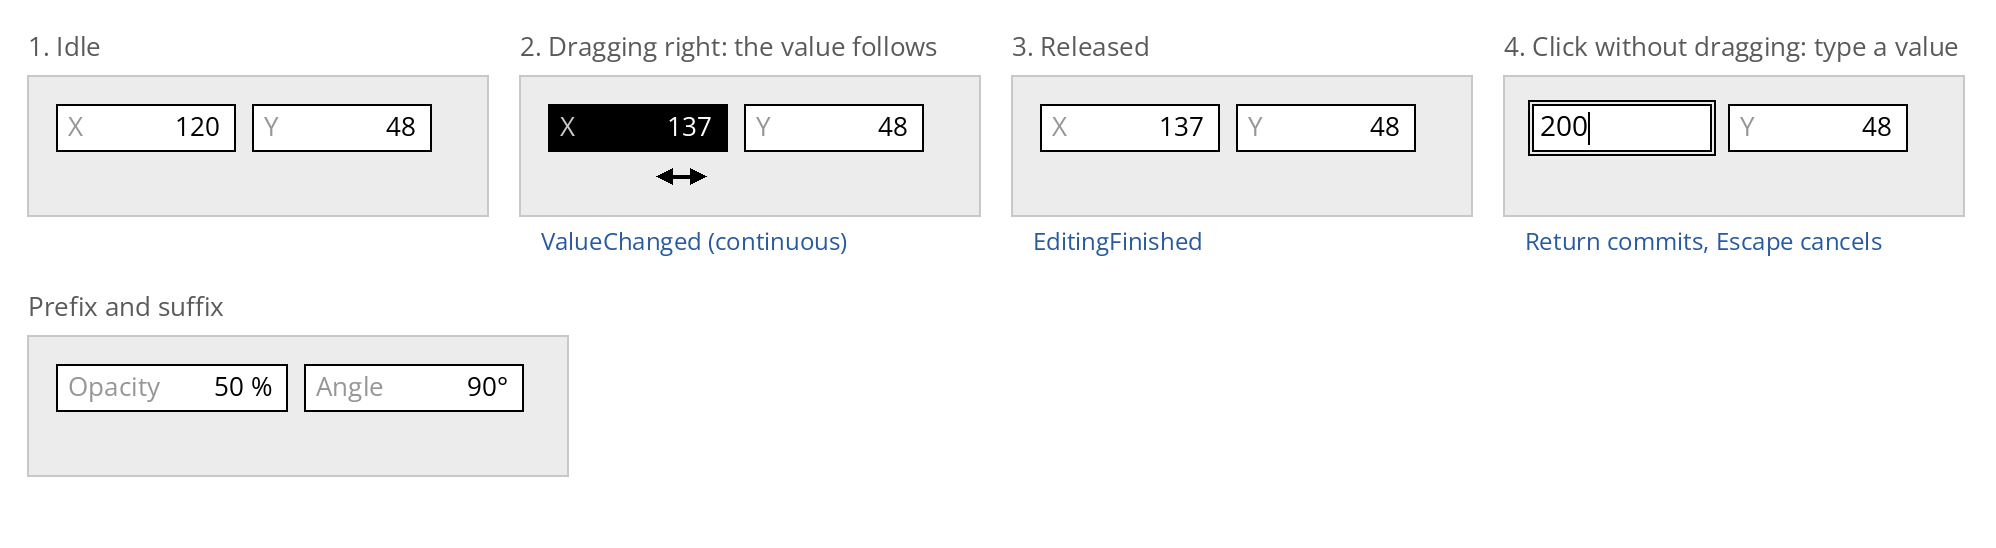 1. Idle
X 120 Y 48
2. Dragging right: the value follows
X 137 Y 48
ValueChanged (continuous)
3. Released
X 137 Y 48
EditingFinished
4. Click without dragging: type a value
200 Y 48
Return commits, Escape cancels
Prefix and suffix
Opacity 50 % Angle 90°